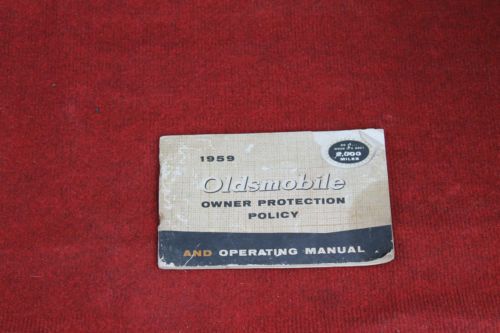 1959
2,000
MILES
Oldsmobile
OWNER PROTECTION
POLICY
AND OPERATING MANUAL